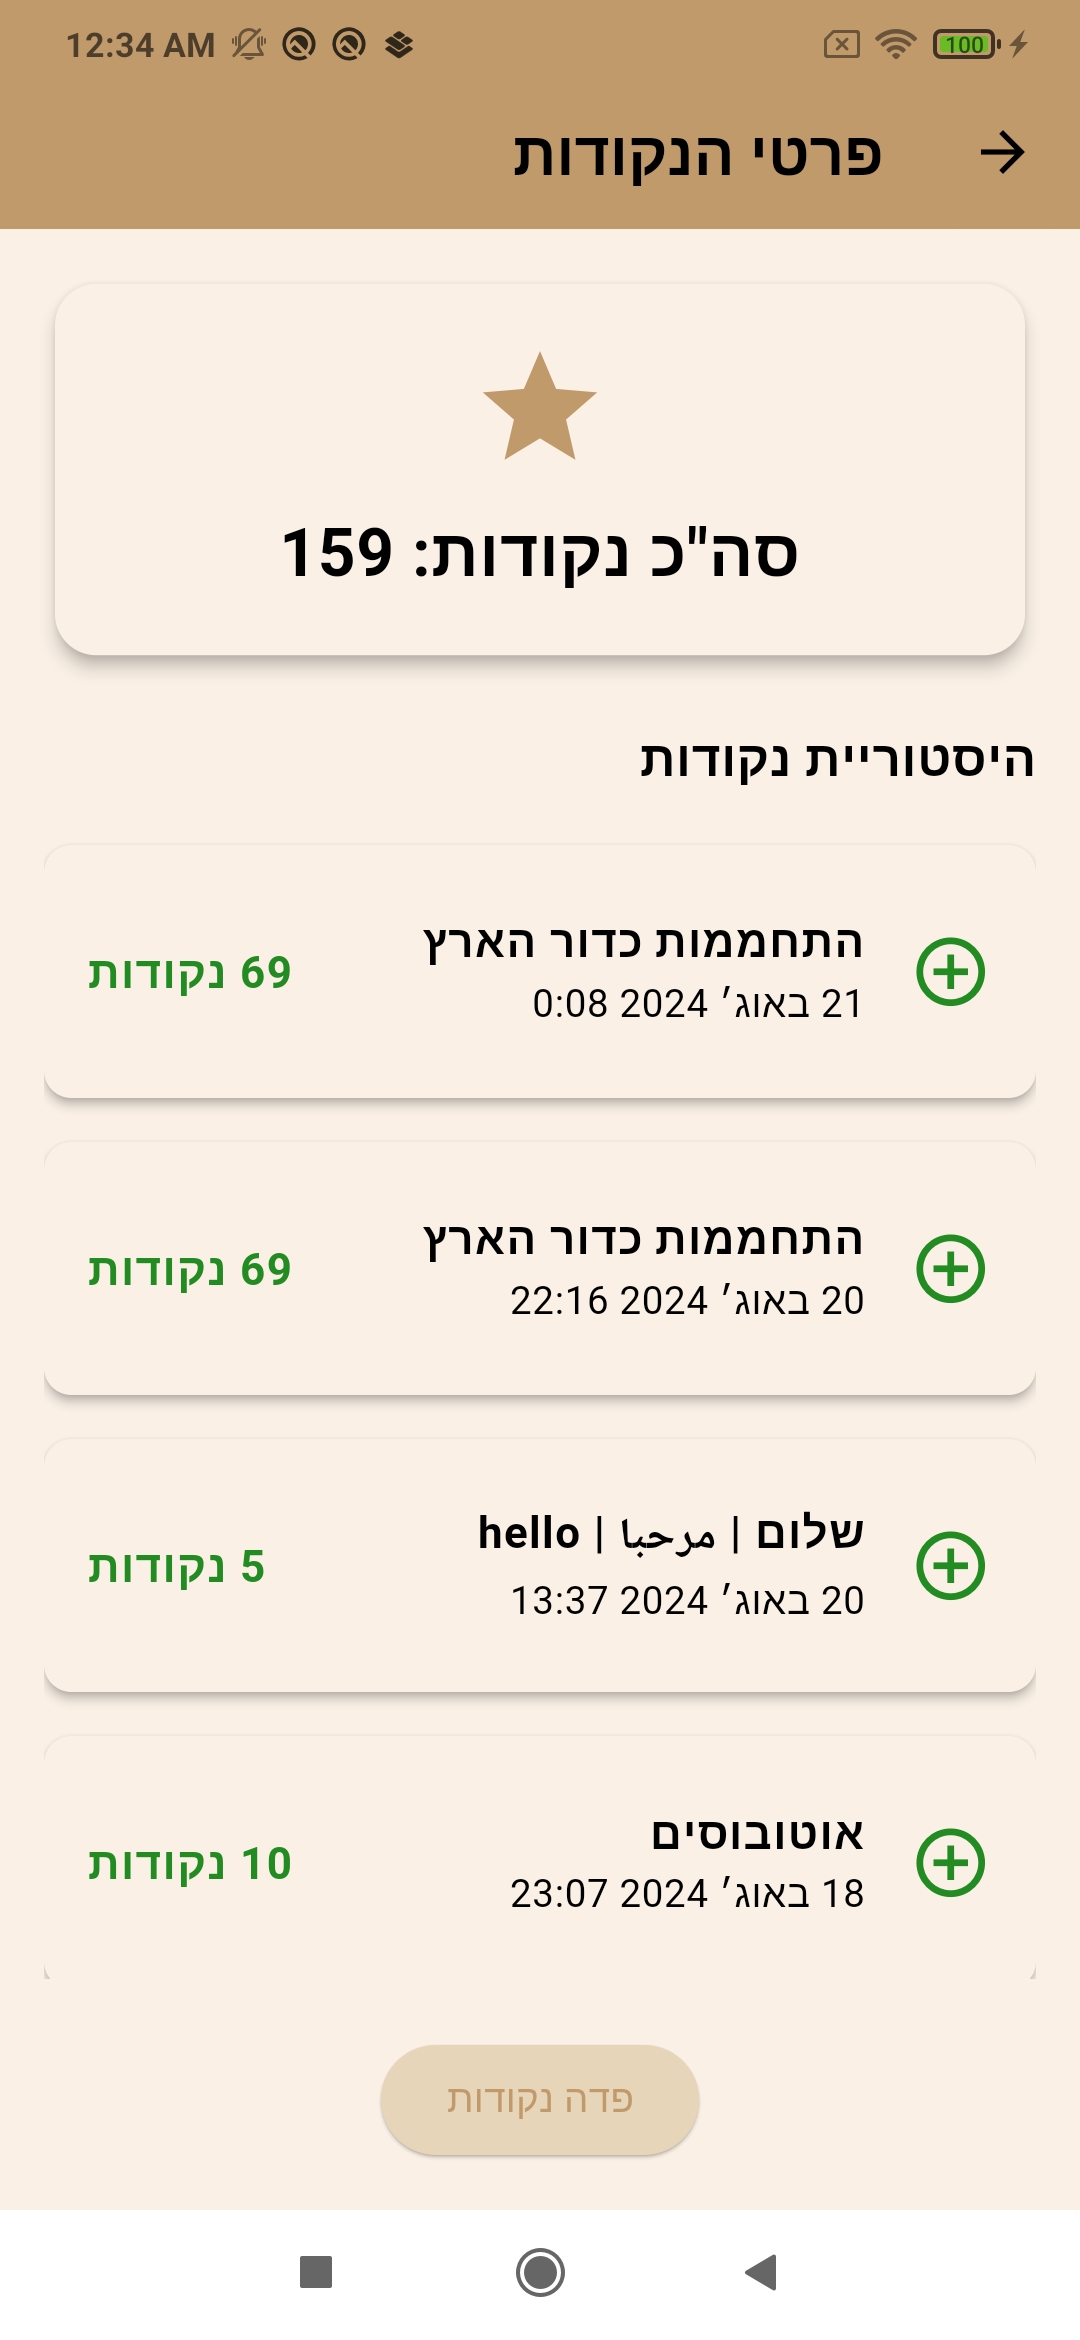 12:34 AM
100
פרטי הנקודות
סה"כ נקודות: 159
היסטוריית נקודות
התחממות כדור הארץ
21 באוג׳ 2024 0:08
69 נקודות
התחממות כדור הארץ
20 באוג׳ 2024 22:16
69 נקודות
שלום | مرحبا | hello
20 באוג׳ 2024 13:37
5 נקודות
אוטובוסים
18 באוג׳ 2024 23:07
10 נקודות
פדה נקודות